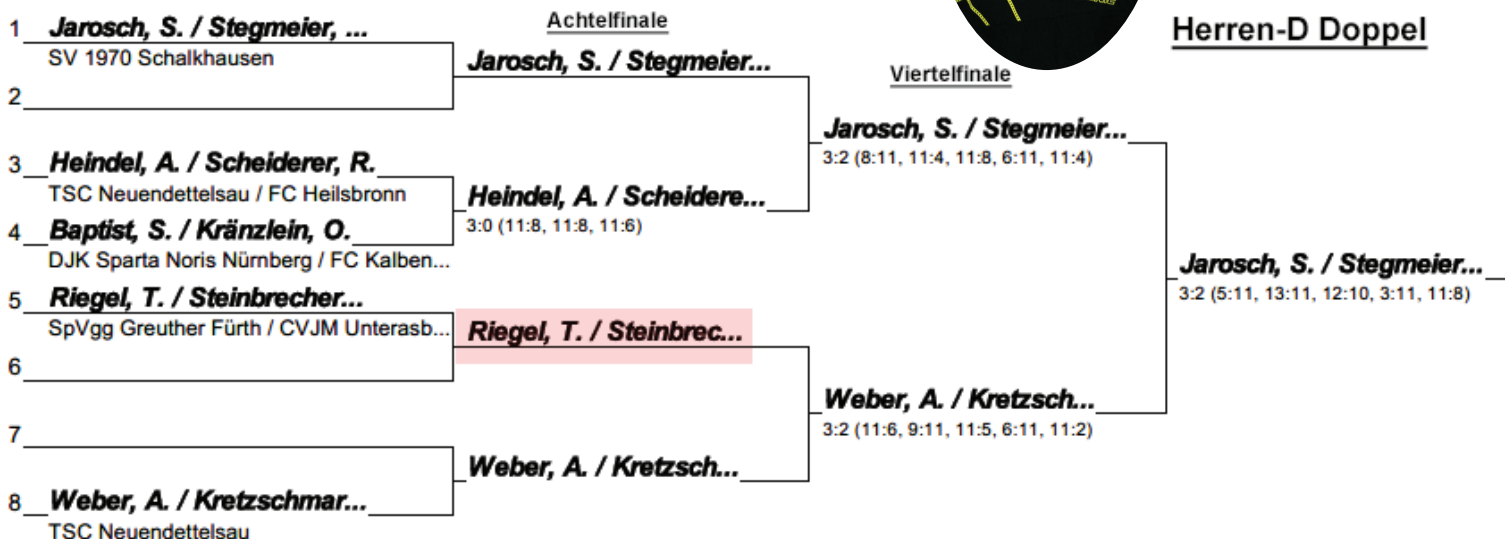 Herren-D Doppel
Achtelfinale
Viertelfinale
1 Jarosch, S. / Stegmeier, ...
SV 1970 Schalkhausen
2
3 Heindel, A. / Scheiderer, R.
TSC Neuendettelsau / FC Heilsbronn
4 Baptist, S. / Kränzlein, O.
DJK Sparta Noris Nürnberg / FC Kalben...
5 Riegel, T. / Steinbrecher...
SpVgg Greuther Fürth / CVJM Unterasb...
6
7
8 Weber, A. / Kretzschmar...
TSC Neuendettelsau
Jarosch, S. / Stegmeier...
Heindel, A. / Scheidere...
3:0 (11:8, 11:8, 11:6)
Riegel, T. / Steinbrec...
Weber, A. / Kretzsch...
Jarosch, S. / Stegmeier...
3:2 (8:11, 11:4, 11:8, 6:11, 11:4)
Weber, A. / Kretzsch...
3:2 (11:6, 9:11, 11:5, 6:11, 11:2)
Jarosch, S. / Stegmeier...
3:2 (5:11, 13:11, 12:10, 3:11, 11:8)